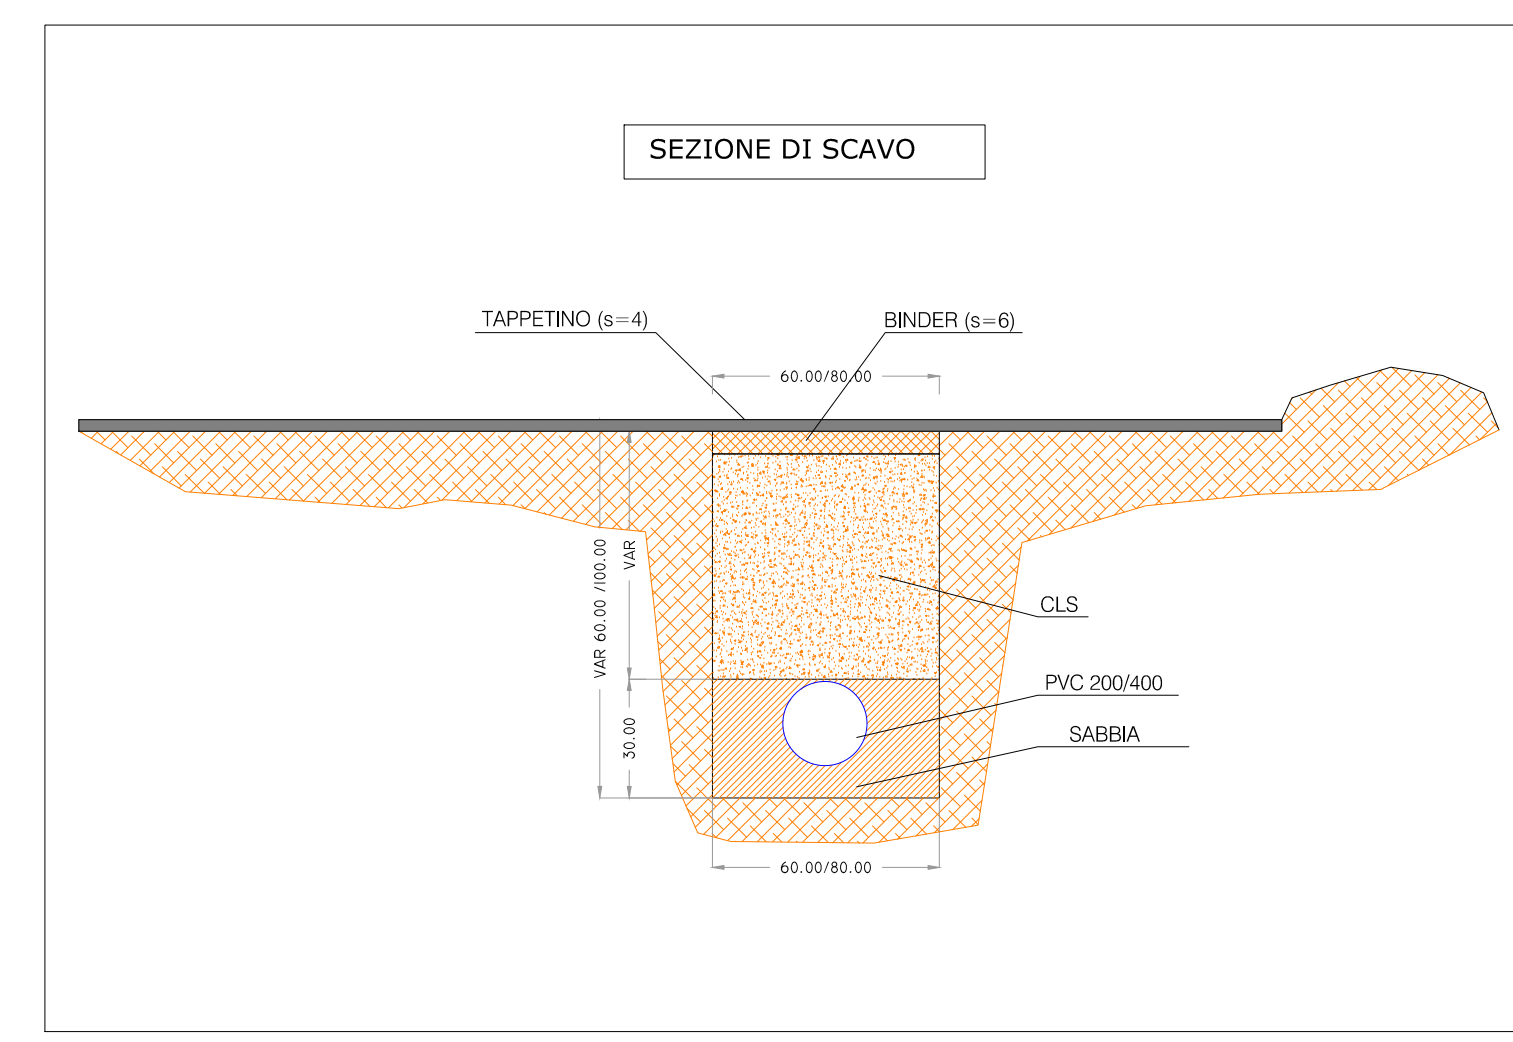 SEZIONE DI SCAVO
TAPPETINO (s=4)
BINDER (s=6)
60.00/80.00
VAR 60.00 /100.00
VAR
CLS
PVC 200/400
30.00
SABBIA
60.00/80.00